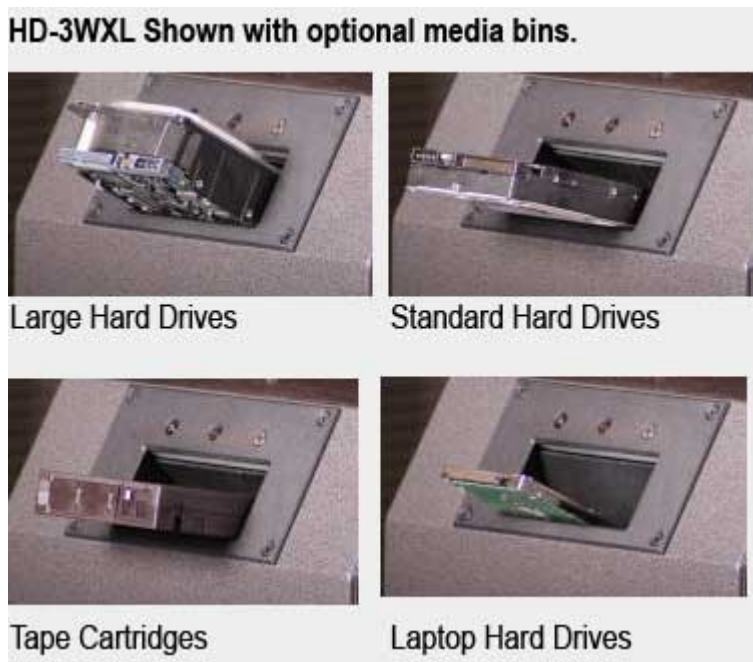 HD-3WXL Shown with optional media bins.
Large Hard Drives
Standard Hard Drives
Tape Cartridges
Laptop Hard Drives